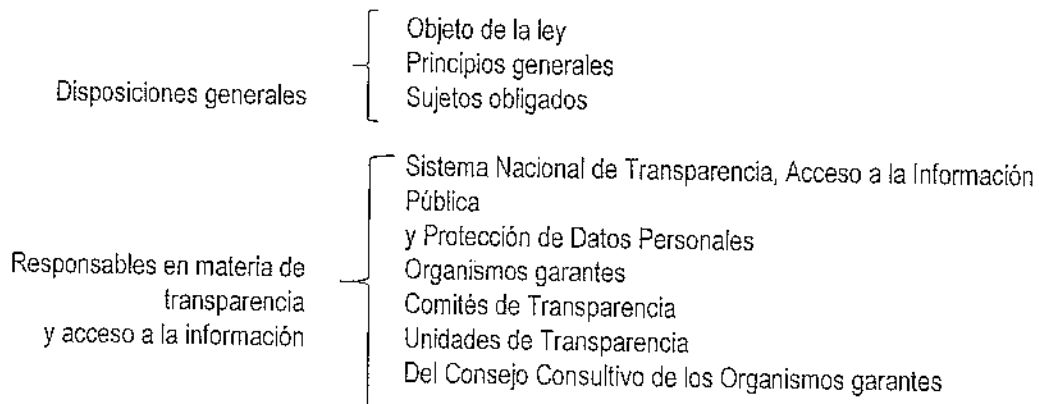 Disposiciones generales
Objeto de la ley
Principios generales
Sujetos obligados
Responsables en materia de
transparencia
y acceso a la información
Sistema Nacional de Transparencia, Acceso a la Información
Pública
y Protección de Datos Personales
Organismos garantes
Comités de Transparencia
Unidades de Transparencia
Del Consejo Consultivo de los Organismos garantes